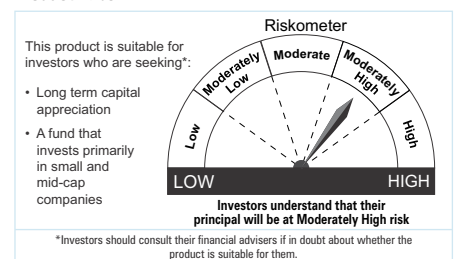 Riskometer
This product is suitable for
investors who are seeking*:
• Long term capital
appreciation
• A fund that
invests primarily
in small and
mid-cap
companies
Low
Moderately
Low
Moderate
Moderately
High
High
LOW
HIGH
Investors understand that their
principal will be at Moderately High risk
*Investors should consult their financial advisers if in doubt about whether the
product is suitable for them.